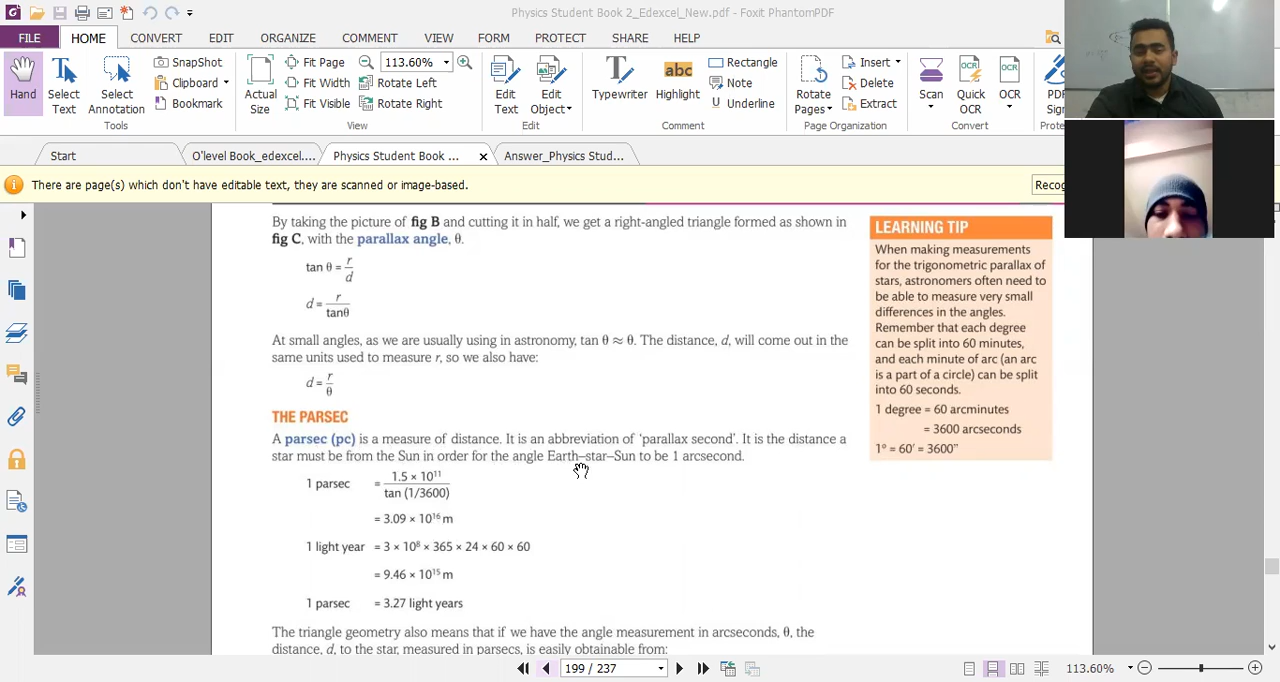 Physics Student Book 2_Edexcel_New.pdf - Foxit PhantomPDF
FILE HOME CONVERT EDIT ORGANIZE COMMENT VIEW FORM PROTECT SHARE HELP
Hand
Select Text
Select Annotation
SnapShot
Clipboard
Bookmark
Tools
Actual Size
Fit Page
Fit Width
Fit Visible
113.60%
Rotate Left
Rotate Right
View
Edit Text
Edit Object
Edit
Typewriter
abc
Highlight
Rectangle
Note
Underline
Comment
Rotate Pages
Insert
Delete
Extract
Page Organization
Scan
Quick OCR
OCR
Convert
PDF
Sign
Prote
Start
O'level Book_edexcel....
Physics Student Book ...
Answer_Physics Stud...
There are page(s) which don't have editable text, they are scanned or image-based.
Recog
By taking the picture of fig B and cutting it in half, we get a right-angled triangle formed as shown in
fig C, with the parallax angle, θ.
tan θ = r/d
d = r/tanθ
At small angles, as we are usually using in astronomy, tan θ ≈ θ. The distance, d, will come out in the
same units used to measure r, so we also have:
d = r/θ
THE PARSEC
A parsec (pc) is a measure of distance. It is an abbreviation of 'parallax second'. It is the distance a
star must be from the Sun in order for the angle Earth–star–Sun to be 1 arcsecond.
1 parsec = 1.5 × 10¹¹ / tan (1/3600)
= 3.09 × 10¹⁶ m
1 light year = 3 × 10⁸ × 365 × 24 × 60 × 60
= 9.46 × 10¹⁵ m
1 parsec = 3.27 light years
The triangle geometry also means that if we have the angle measurement in arcseconds, θ, the
distance, d, to the star, measured in parsecs, is easily obtainable from:
LEARNING TIP
When making measurements
for the trigonometric parallax of
stars, astronomers often need to
be able to measure very small
differences in the angles.
Remember that each degree
can be split into 60 minutes,
and each minute of arc (an arc
is a part of a circle) can be split
into 60 seconds.
1 degree = 60 arcminutes
= 3600 arcseconds
1° = 60′ = 3600″
199 / 237
113.60%